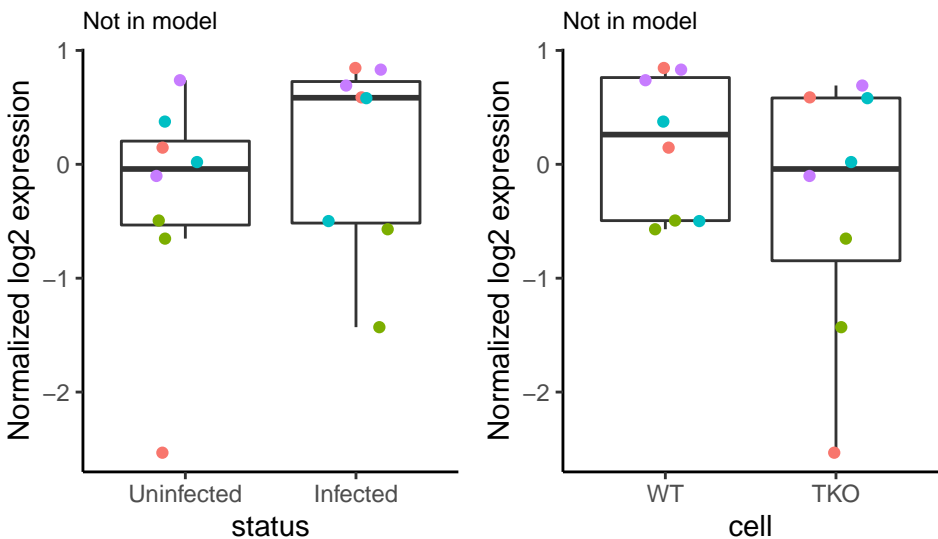 Not in model
Normalized log2 expression
1
0
−1
−2
Uninfected
Infected
status
Not in model
Normalized log2 expression
1
0
−1
−2
WT
TKO
cell